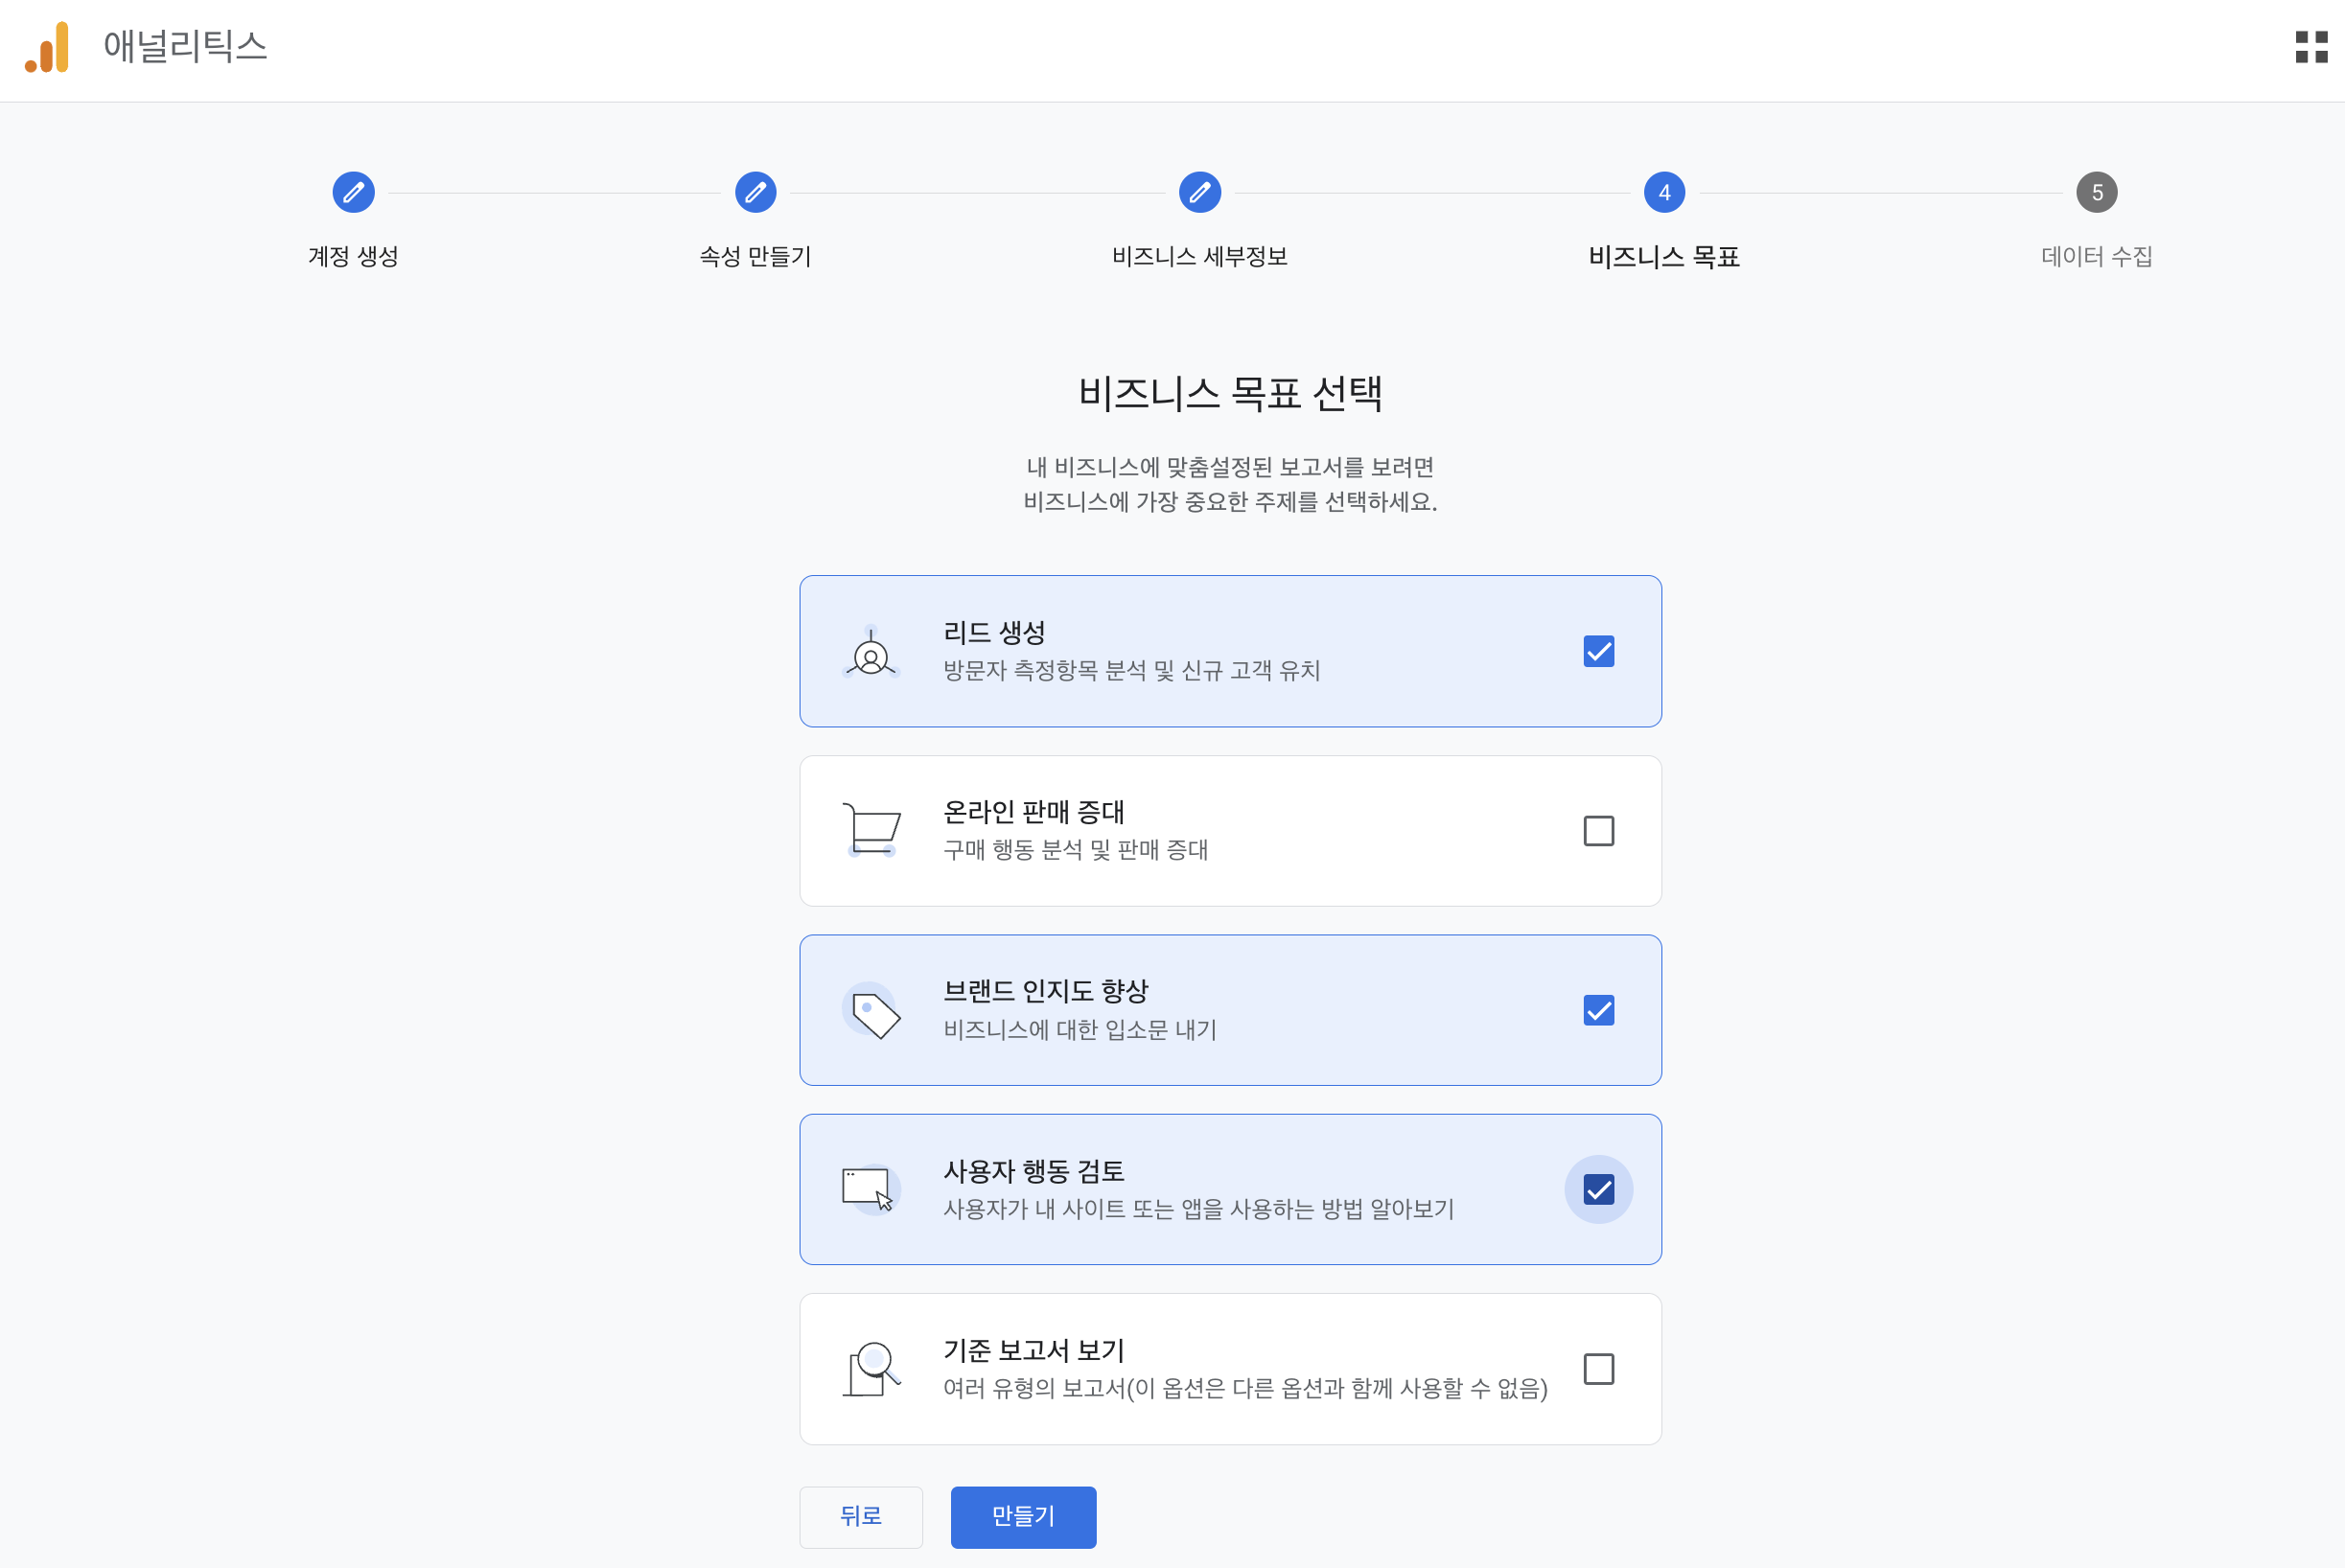 애널리틱스
4
5
계정 생성
속성 만들기
비즈니스 세부정보
비즈니스 목표
데이터 수집
비즈니스 목표 선택
내 비즈니스에 맞춤설정된 보고서를 보려면
비즈니스에 가장 중요한 주제를 선택하세요.
리드 생성
방문자 측정항목 분석 및 신규 고객 유치
온라인 판매 증대
구매 행동 분석 및 판매 증대
브랜드 인지도 향상
비즈니스에 대한 입소문 내기
사용자 행동 검토
사용자가 내 사이트 또는 앱을 사용하는 방법 알아보기
기준 보고서 보기
여러 유형의 보고서(이 옵션은 다른 옵션과 함께 사용할 수 없음)
뒤로
만들기